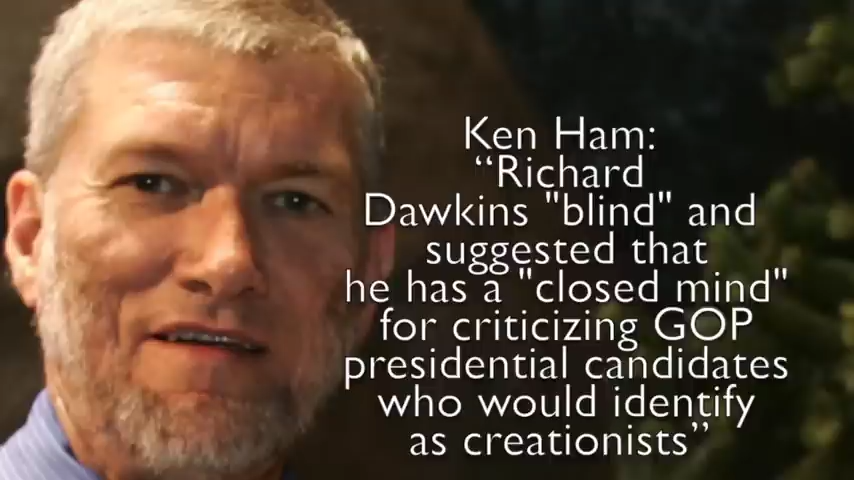 Ken Ham:
“Richard
Dawkins "blind" and
suggested that
he has a "closed mind"
for criticizing GOP
presidential candidates
who would identify
as creationists”